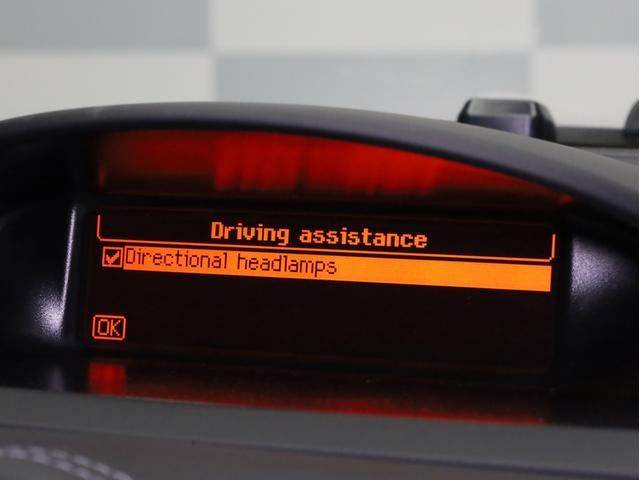 Driving assistance
Directional headlamps
OK